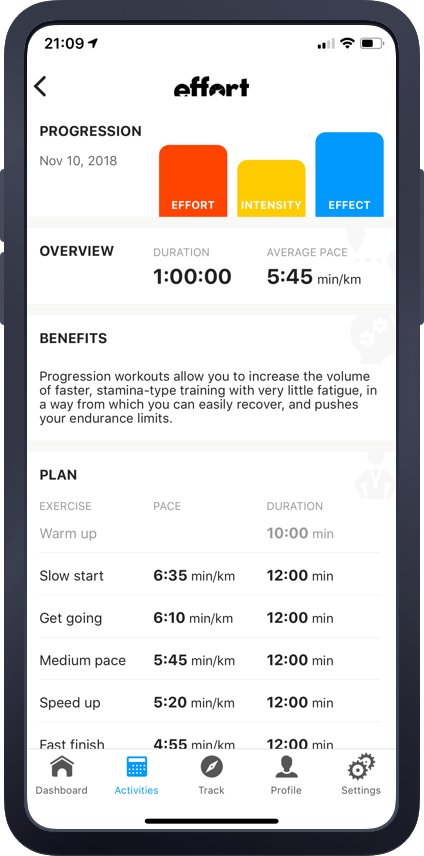 21:09
effort
PROGRESSION
Nov 10, 2018
EFFORT
INTENSITY
EFFECT
OVERVIEW
DURATION
AVERAGE PACE
1:00:00
5:45 min/km
BENEFITS
Progression workouts allow you to increase the volume
of faster, stamina-type training with very little fatigue, in
a way from which you can easily recover, and pushes
your endurance limits.
PLAN
EXERCISE PACE DURATION
Warm up 10:00 min
Slow start 6:35 min/km 12:00 min
Get going 6:10 min/km 12:00 min
Medium pace 5:45 min/km 12:00 min
Speed up 5:20 min/km 12:00 min
Fast finish 4:55 min/km 12:00 min
Dashboard Activities Track Profile Settings